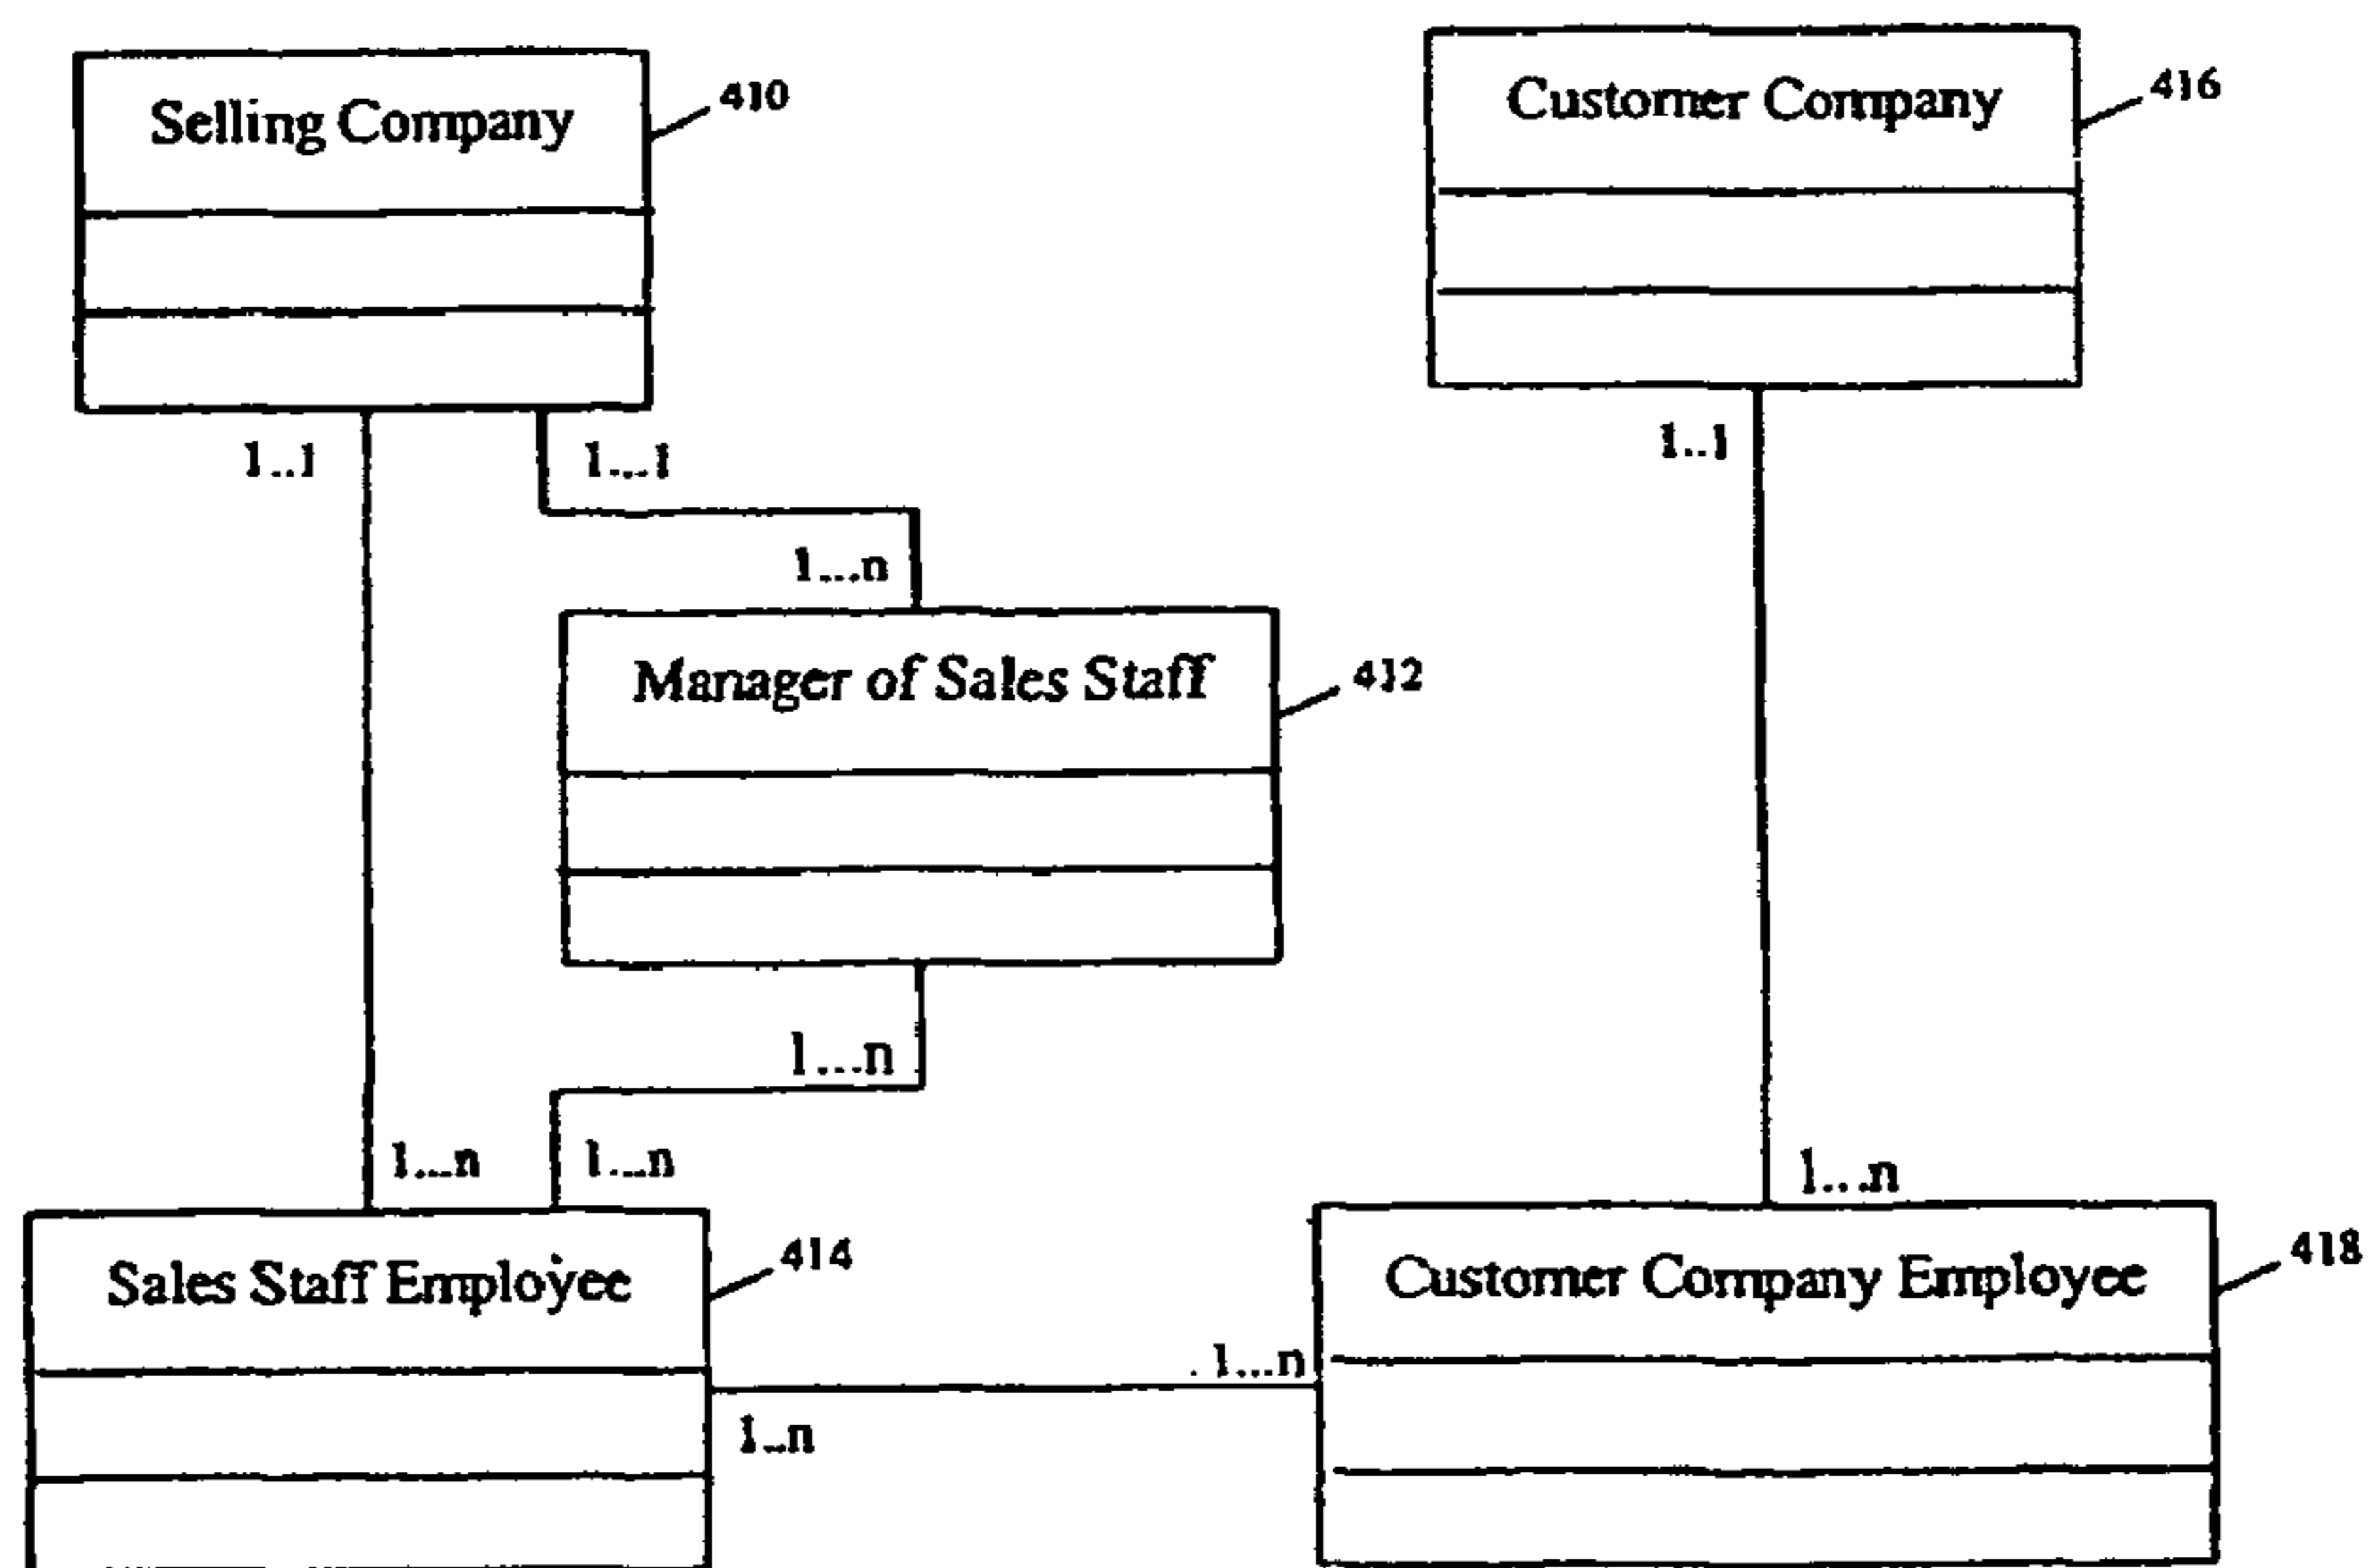 Selling Company
410
Customer Company
416
1..1
1...1
1..1
1...n
Manager of Sales Staff
412
1...n
1...n
1...n
1...n
Sales Staff Employee
414
Customer Company Employee
418
1...n
1..n